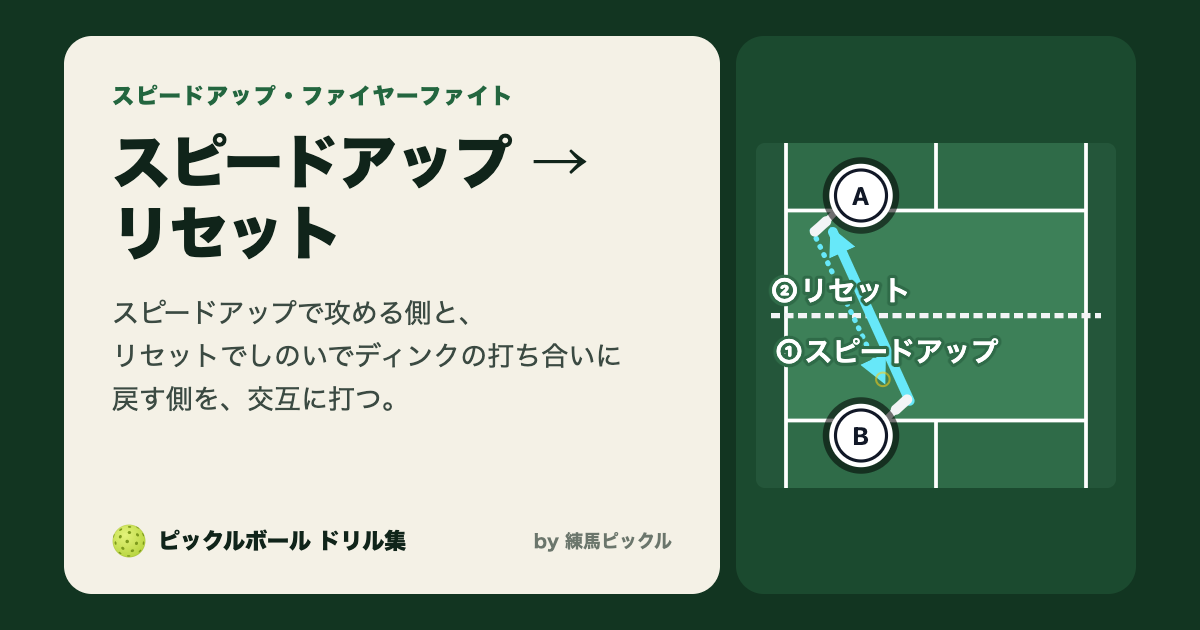 スピードアップ・ファイヤーファイト
スピードアップ →
リセット
スピードアップで攻める側と、
リセットでしのいでディンクの打ち合いに
戻す側を、交互に打つ。
ピックルボール ドリル集
by 練馬ピックル
A
②リセット
①スピードアップ
B